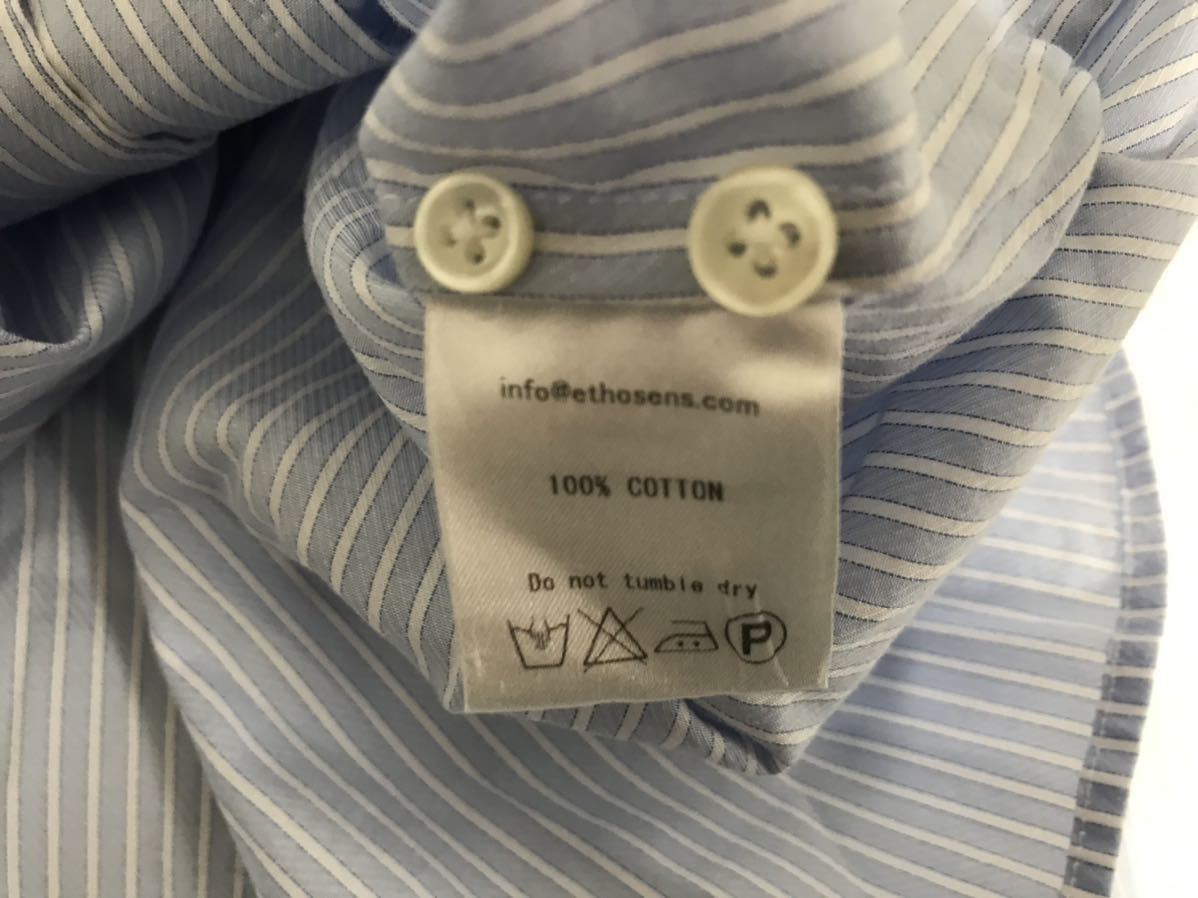 info@ethosens.com
100% COTTON
Do not tumble dry
P